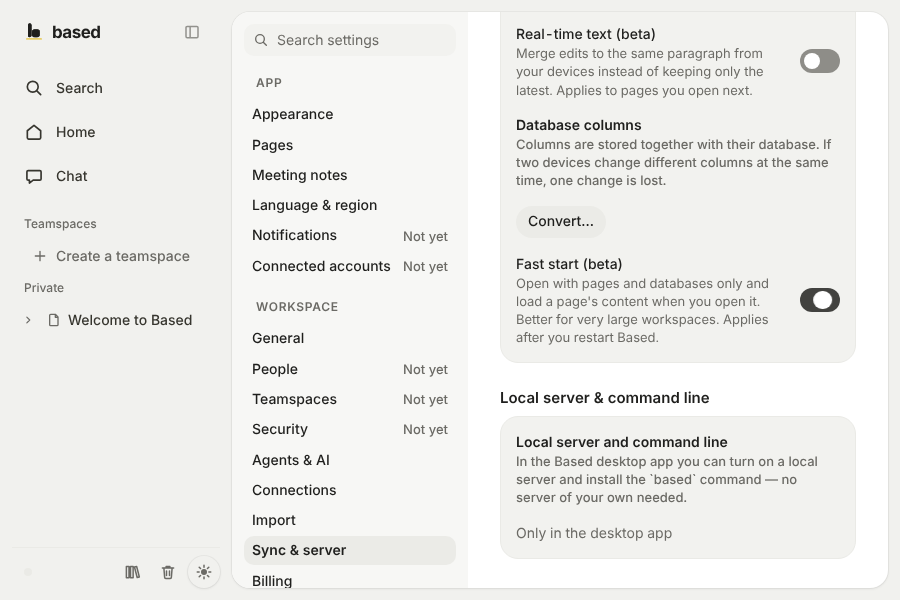 based
Search
Home
Chat
Teamspaces
Create a teamspace
Private
Welcome to Based
Search settings
APP
Appearance
Pages
Meeting notes
Language & region
Notifications Not yet
Connected accounts Not yet
WORKSPACE
General
People Not yet
Teamspaces Not yet
Security Not yet
Agents & AI
Connections
Import
Sync & server
Billing
Real-time text (beta)
Merge edits to the same paragraph from
your devices instead of keeping only the
latest. Applies to pages you open next.
Database columns
Columns are stored together with their database. If
two devices change different columns at the same
time, one change is lost.
Convert...
Fast start (beta)
Open with pages and databases only and
load a page's content when you open it.
Better for very large workspaces. Applies
after you restart Based.
Local server & command line
Local server and command line
In the Based desktop app you can turn on a local
server and install the `based` command — no
server of your own needed.
Only in the desktop app